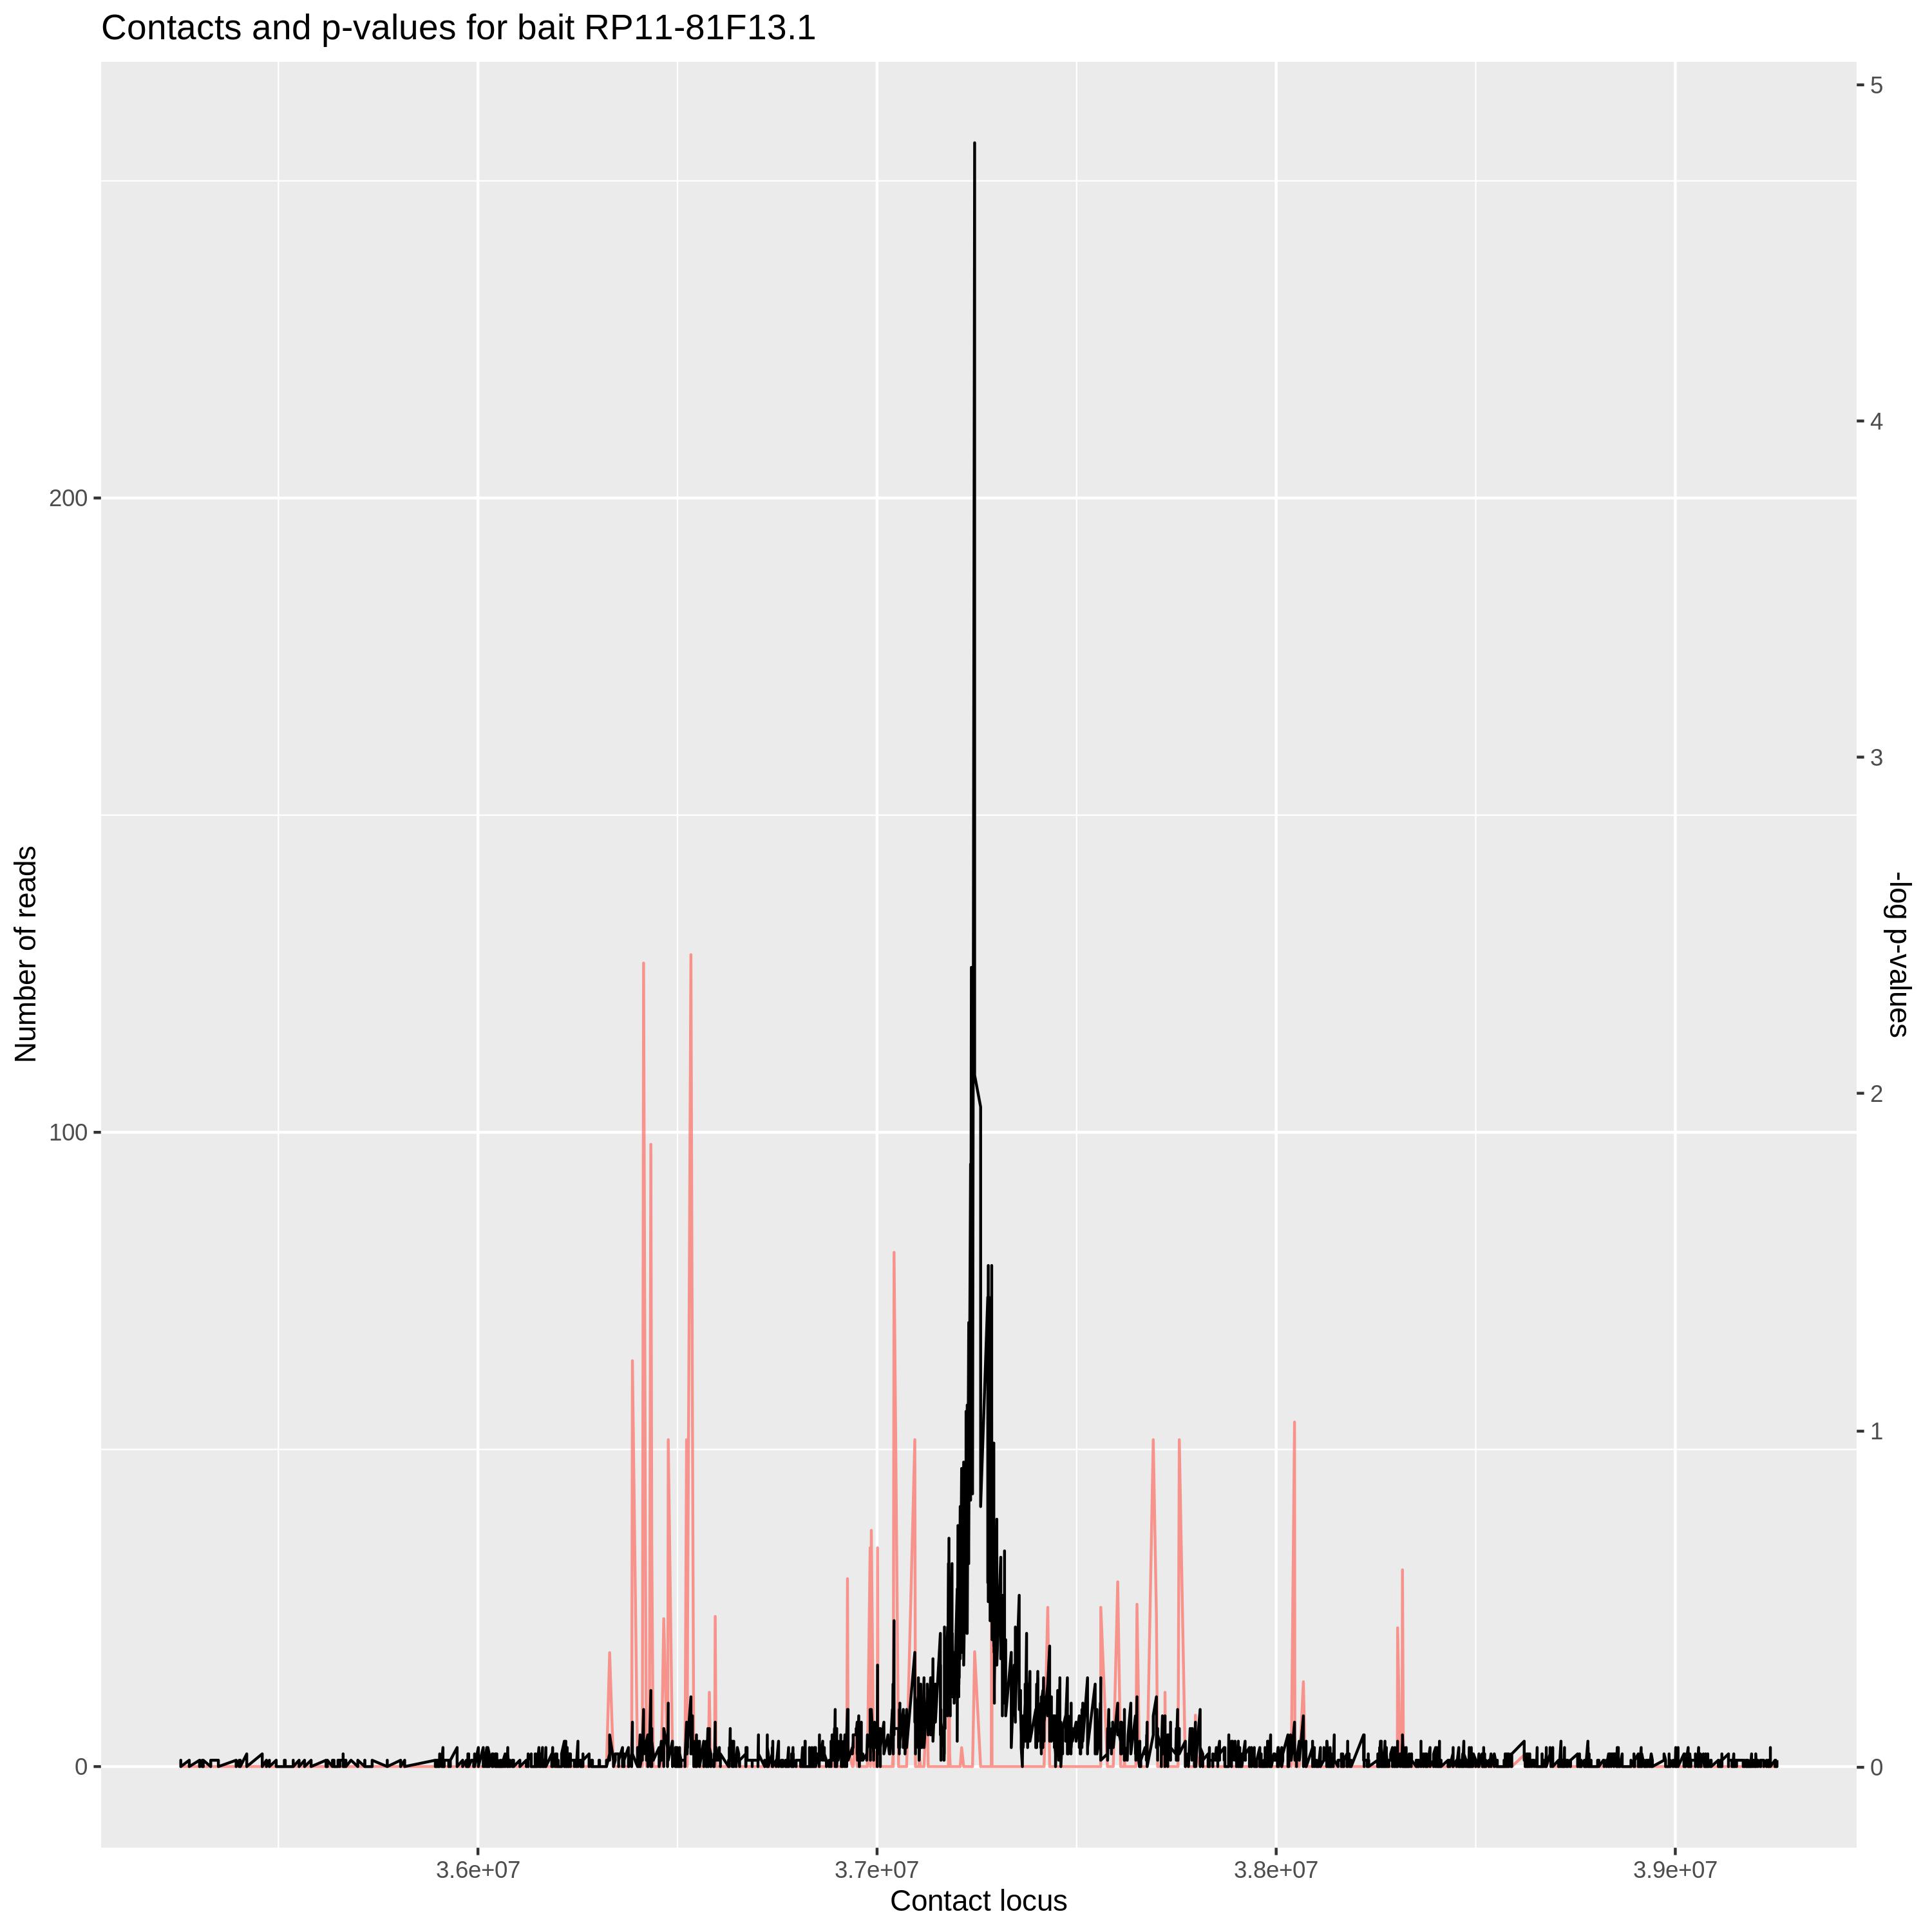 Contacts and p-values for bait RP11-81F13.1
5
4
200
3
Number of reads
-log p-values
2
100
1
0
0
3.6e+07
3.7e+07
3.8e+07
3.9e+07
Contact locus